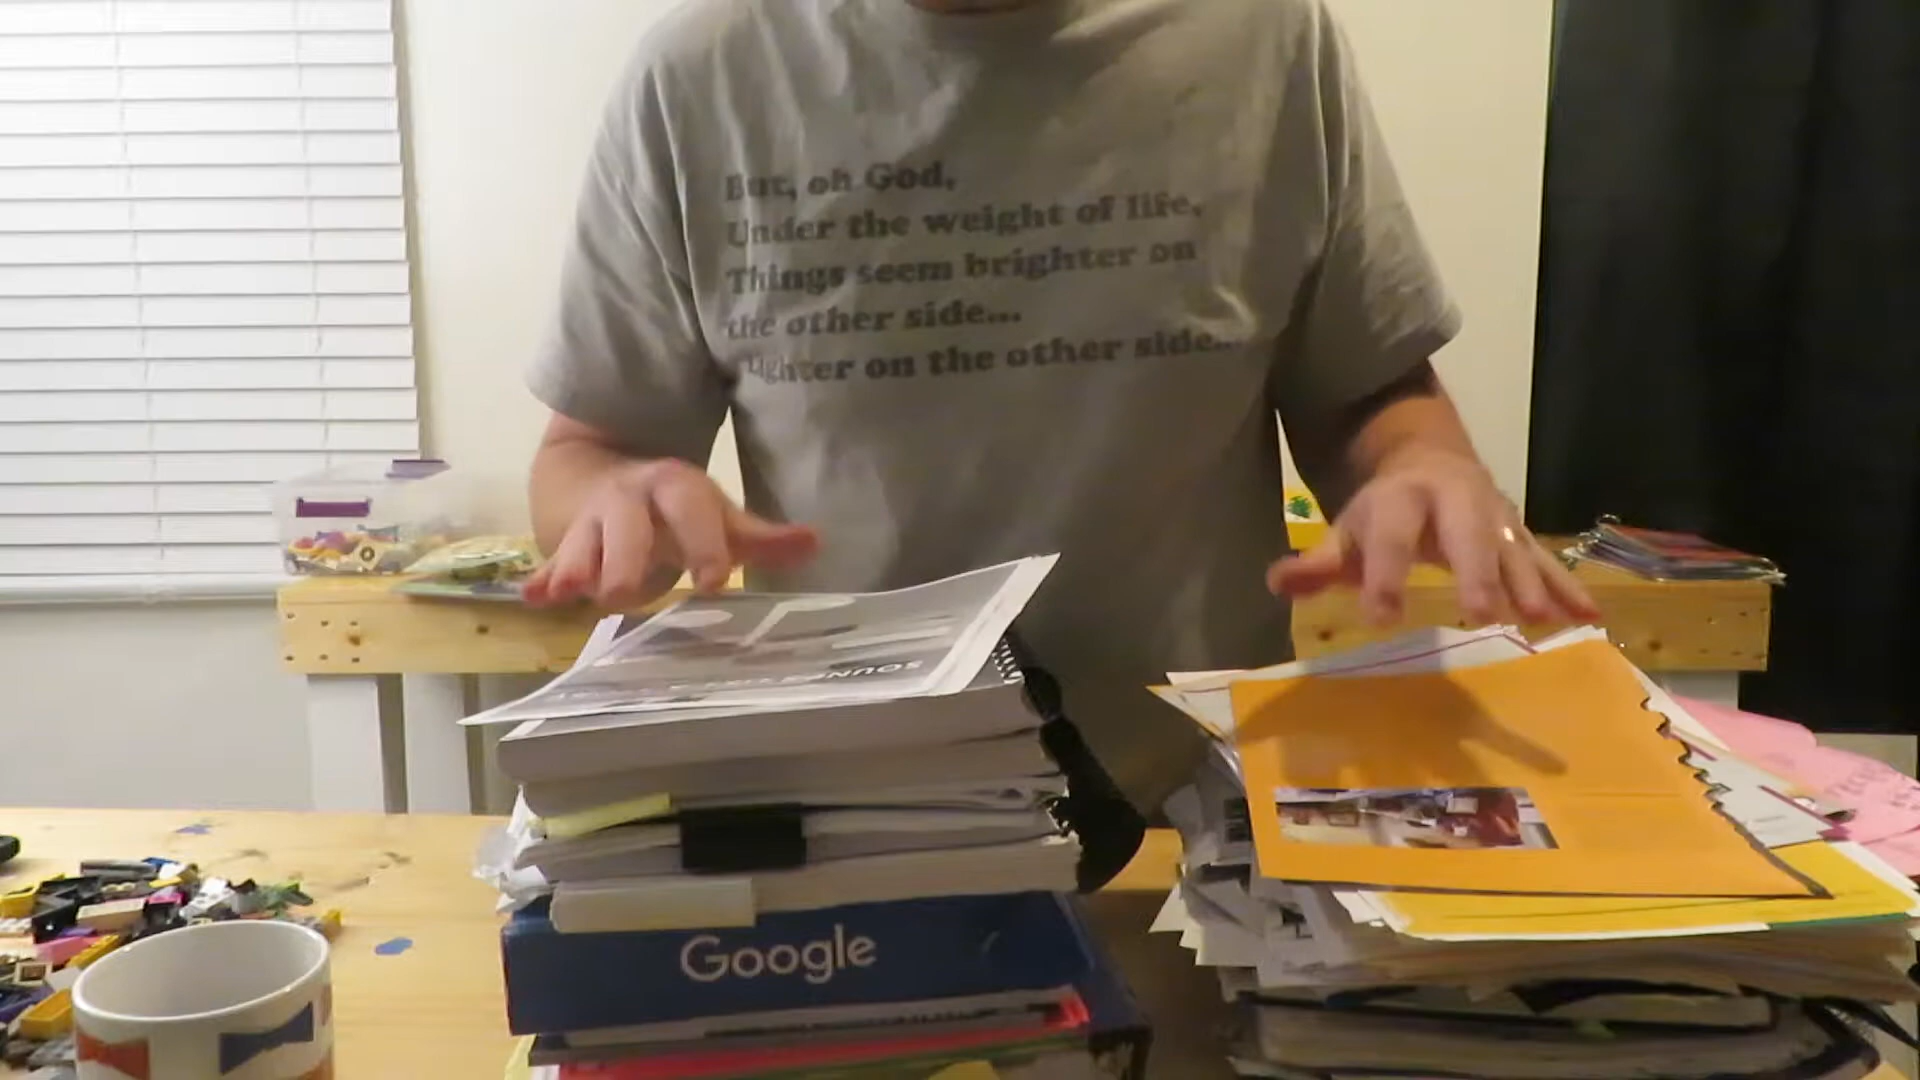 But, oh God,
Under the weight of life,
Things seem brighter on
the other side...
ighter on the other side...
Google